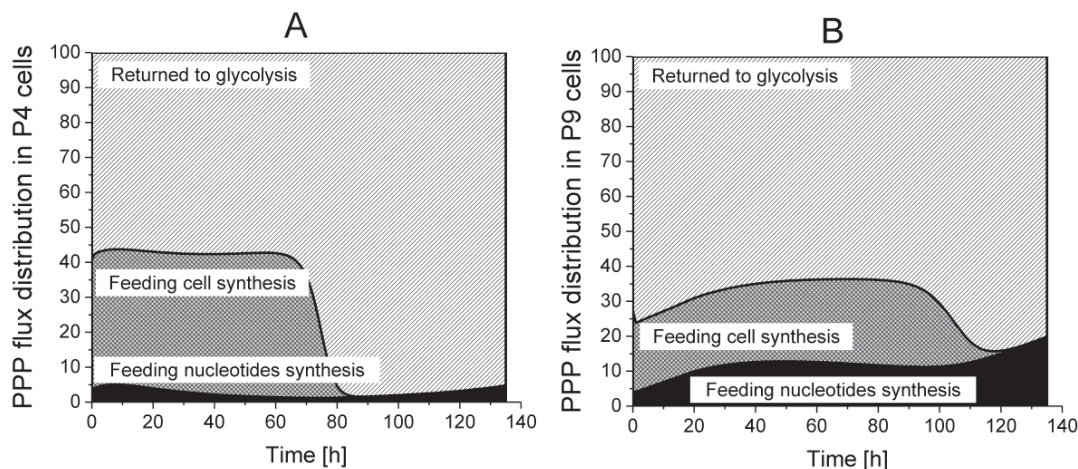 A
PPP flux distribution in P4 cells
100
90
80
70
60
50
40
30
20
10
0
Returned to glycolysis
Feeding cell synthesis
Feeding nucleotides synthesis
0 20 40 60 80 100 120 140
Time [h]
B
PPP flux distribution in P9 cells
100
90
80
70
60
50
40
30
20
10
0
Returned to glycolysis
Feeding cell synthesis
Feeding nucleotides synthesis
0 20 40 60 80 100 120 140
Time [h]